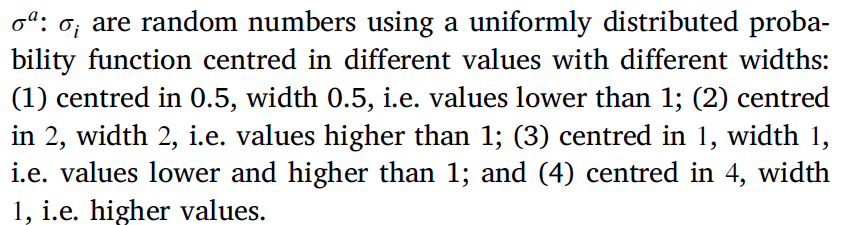 σᵃ: σᵢ are random numbers using a uniformly distributed proba-
bility function centred in different values with different widths:
(1) centred in 0.5, width 0.5, i.e. values lower than 1; (2) centred
in 2, width 2, i.e. values higher than 1; (3) centred in 1, width 1,
i.e. values lower and higher than 1; and (4) centred in 4, width
1, i.e. higher values.